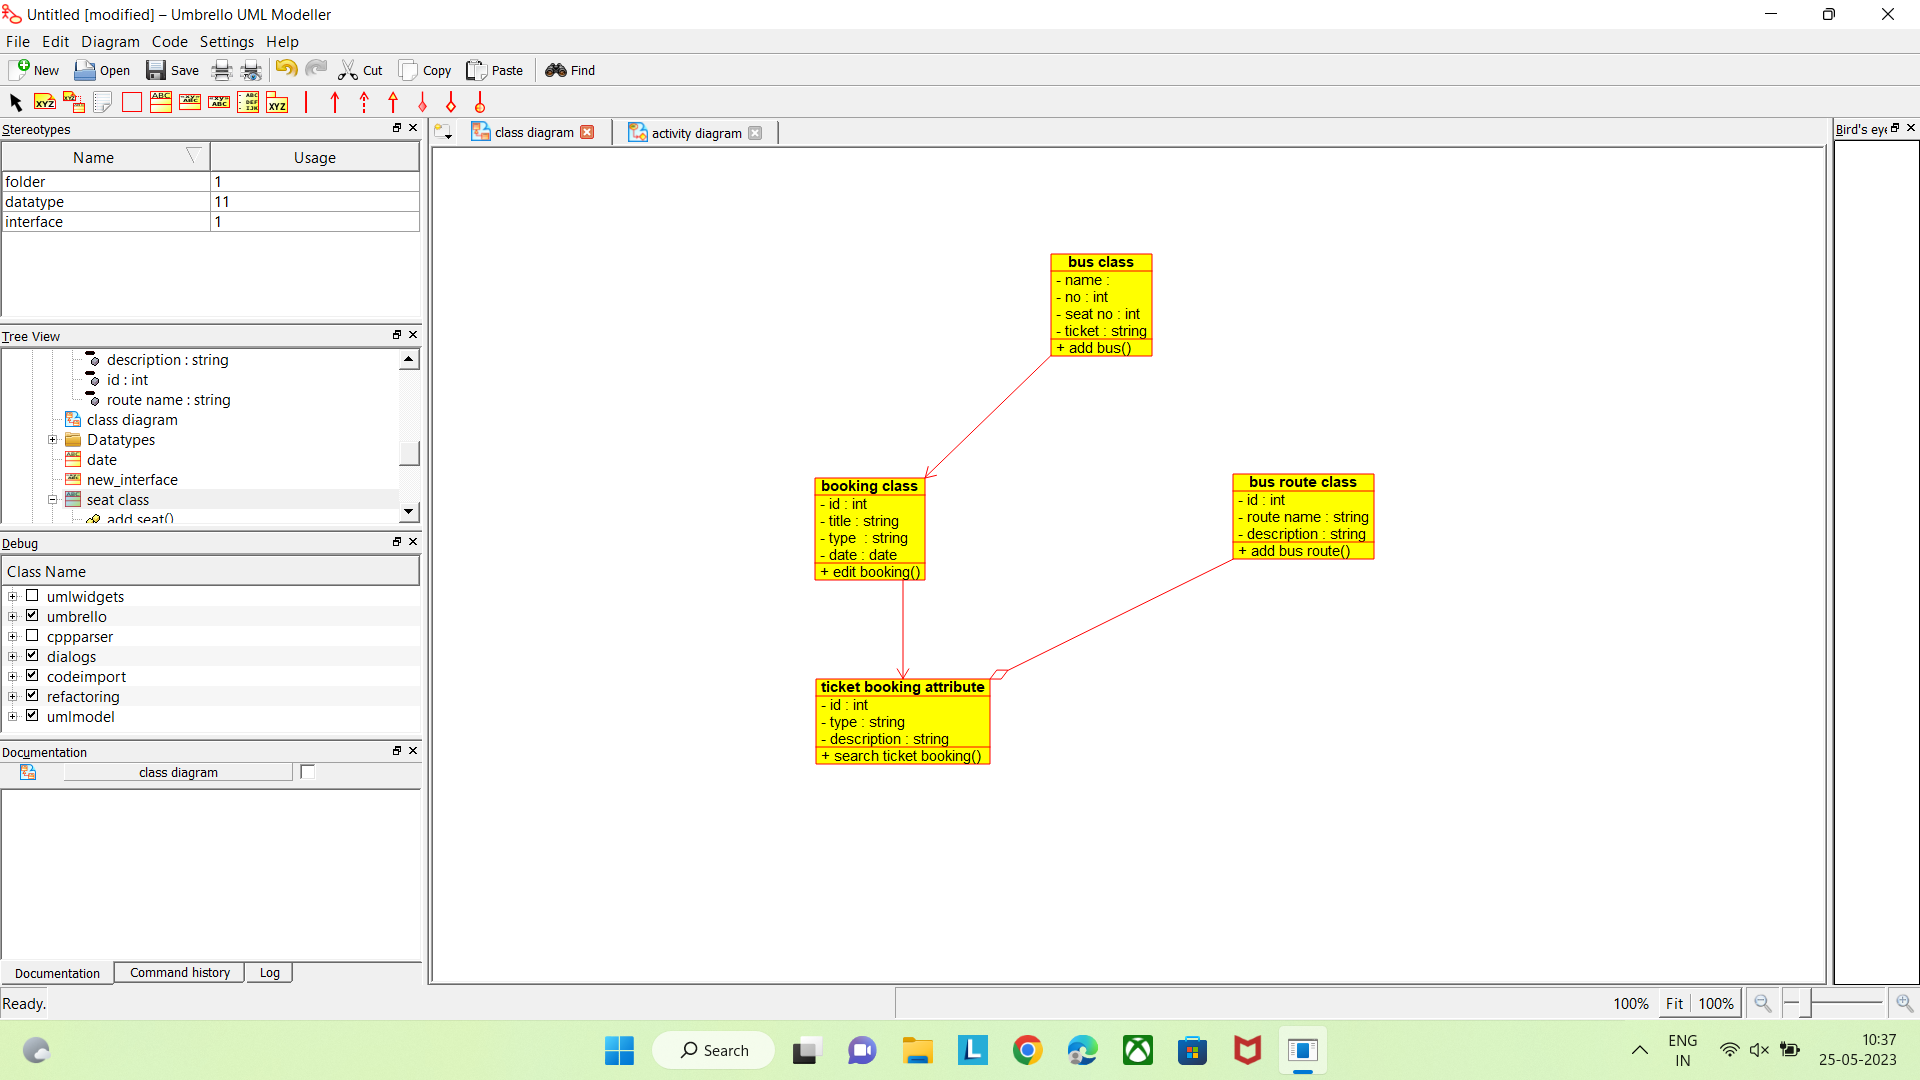 Untitled [modified] – Umbrello UML Modeller
File Edit Diagram Code Settings Help
New Open Save Cut Copy Paste Find
Stereotypes
Name Usage
folder 1
datatype 11
interface 1
Tree View
description : string
id : int
route name : string
class diagram
Datatypes
date
new_interface
seat class
add seat()
Debug
Class Name
umlwidgets
umbrello
cppparser
dialogs
codeimport
refactoring
umlmodel
Documentation
class diagram
Documentation Command history Log
class diagram activity diagram
bus class
- name :
- no : int
- seat no : int
- ticket : string
+ add bus()
booking class
- id : int
- title : string
- type : string
- date : date
+ edit booking()
bus route class
- id : int
- route name : string
- description : string
+ add bus route()
ticket booking attribute
- id : int
- type : string
- description : string
+ search ticket booking()
Bird's eye
Ready.
100% Fit 100%
Search
ENG
IN
10:37
25-05-2023